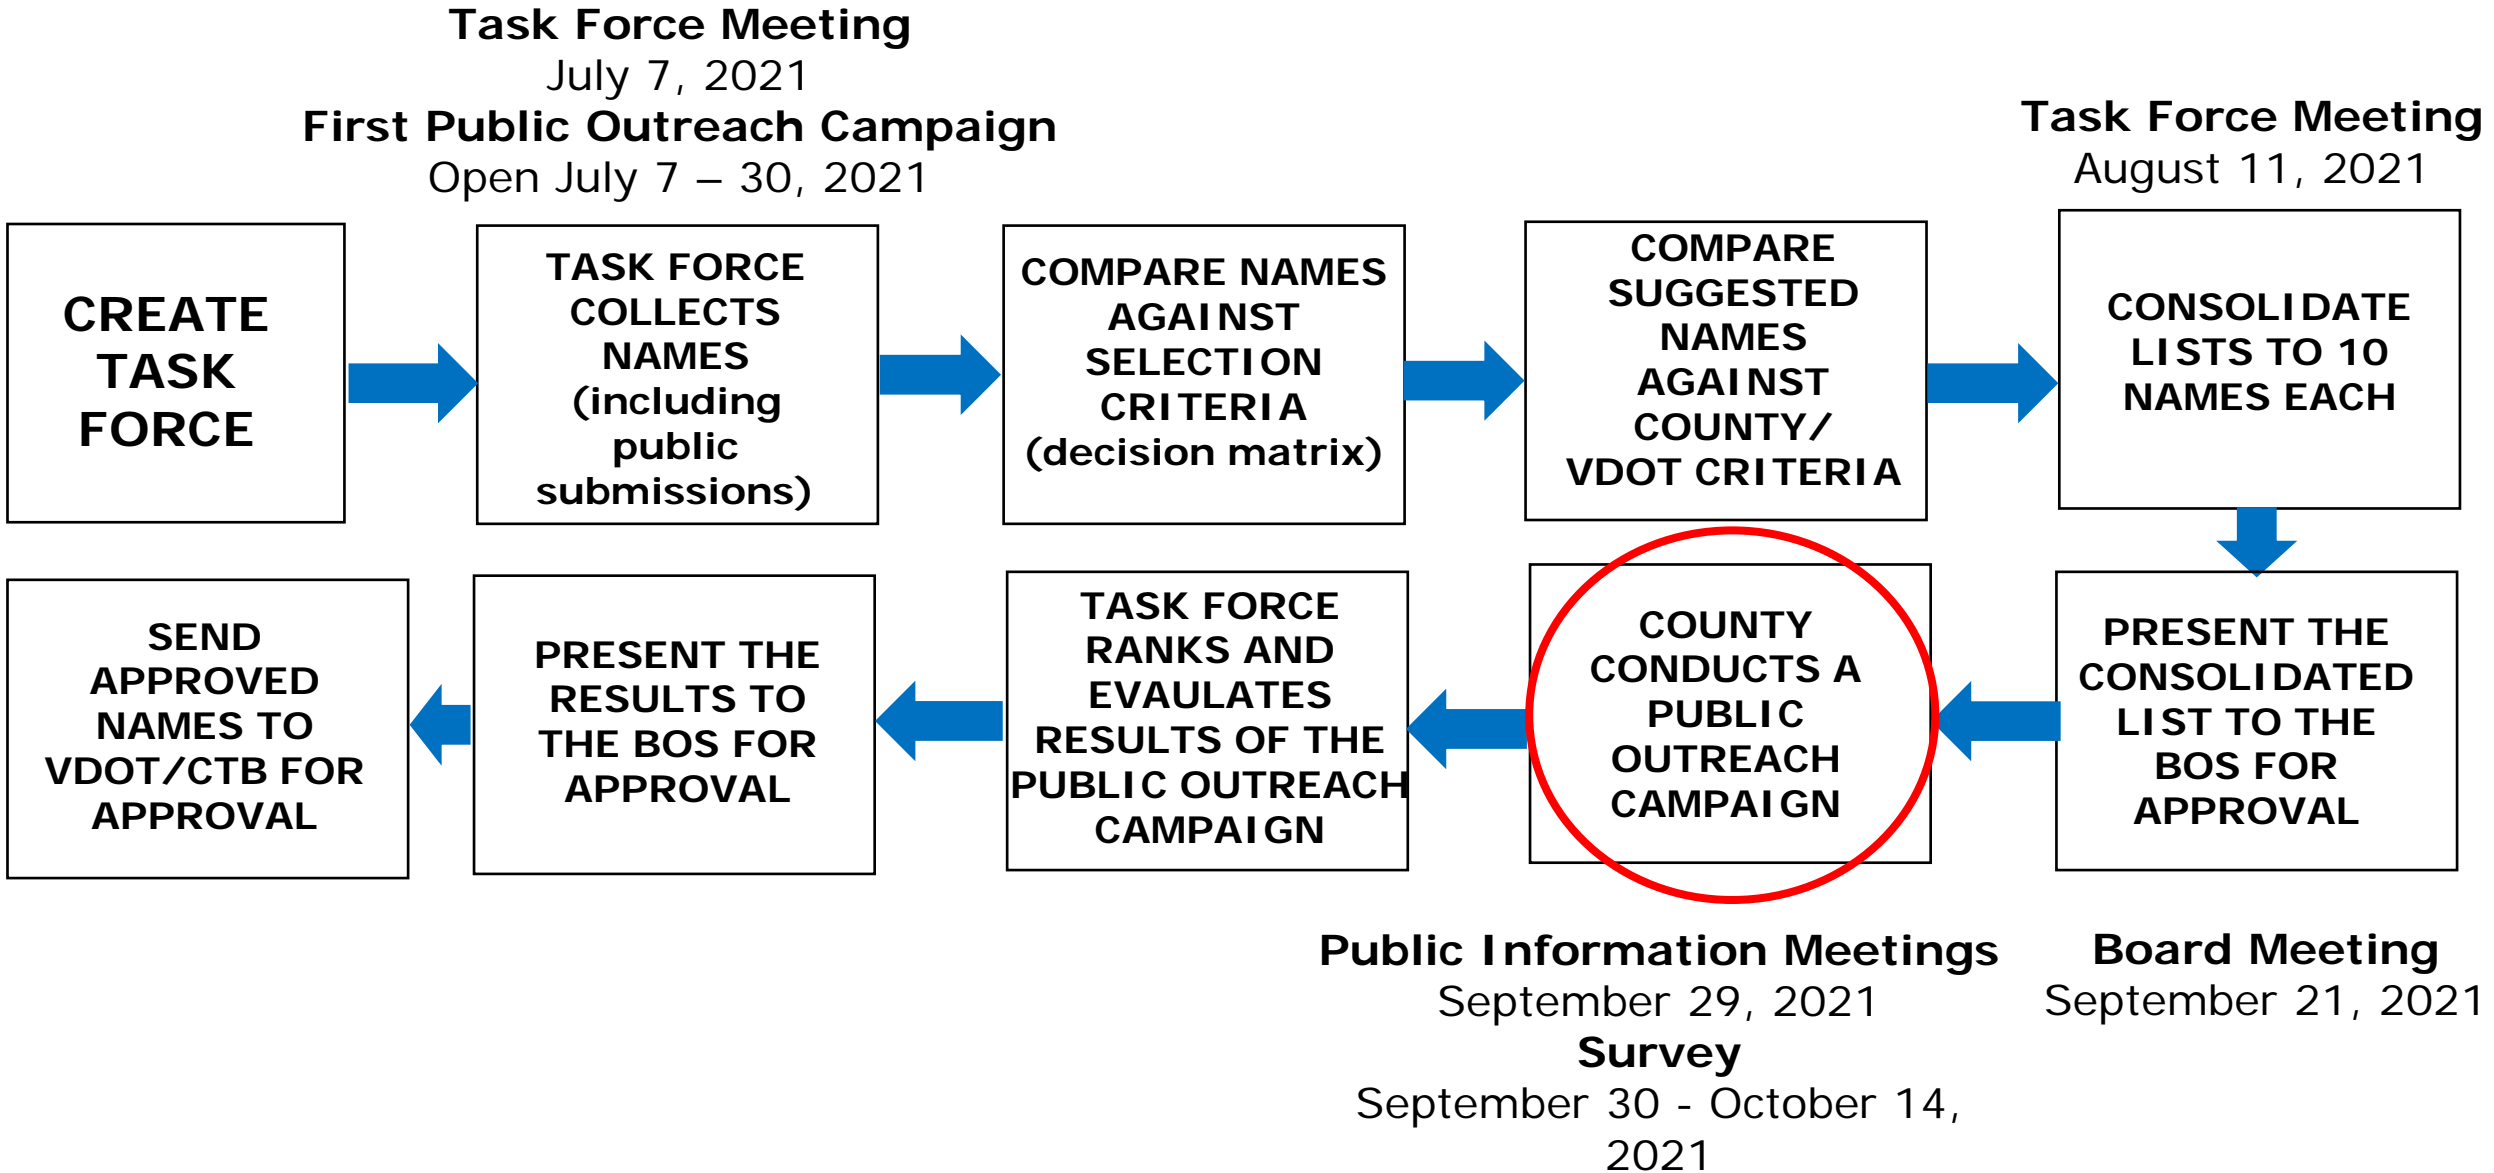 Task Force Meeting
July 7, 2021
First Public Outreach Campaign
Open July 7 – 30, 2021
Task Force Meeting
August 11, 2021
CREATE
TASK
FORCE
TASK FORCE
COLLECTS
NAMES
(including
public
submissions)
COMPARE NAMES
AGAINST
SELECTION
CRITERIA
(decision matrix)
COMPARE
SUGGESTED
NAMES
AGAINST
COUNTY/
VDOT CRITERIA
CONSOLIDATE
LISTS TO 10
NAMES EACH
PRESENT THE
CONSOLIDATED
LIST TO THE
BOS FOR
APPROVAL
COUNTY
CONDUCTS A
PUBLIC
OUTREACH
CAMPAIGN
TASK FORCE
RANKS AND
EVAULATES
RESULTS OF THE
PUBLIC OUTREACH
CAMPAIGN
PRESENT THE
RESULTS TO
THE BOS FOR
APPROVAL
SEND
APPROVED
NAMES TO
VDOT/CTB FOR
APPROVAL
Public Information Meetings
September 29, 2021
Survey
September 30 - October 14,
2021
Board Meeting
September 21, 2021